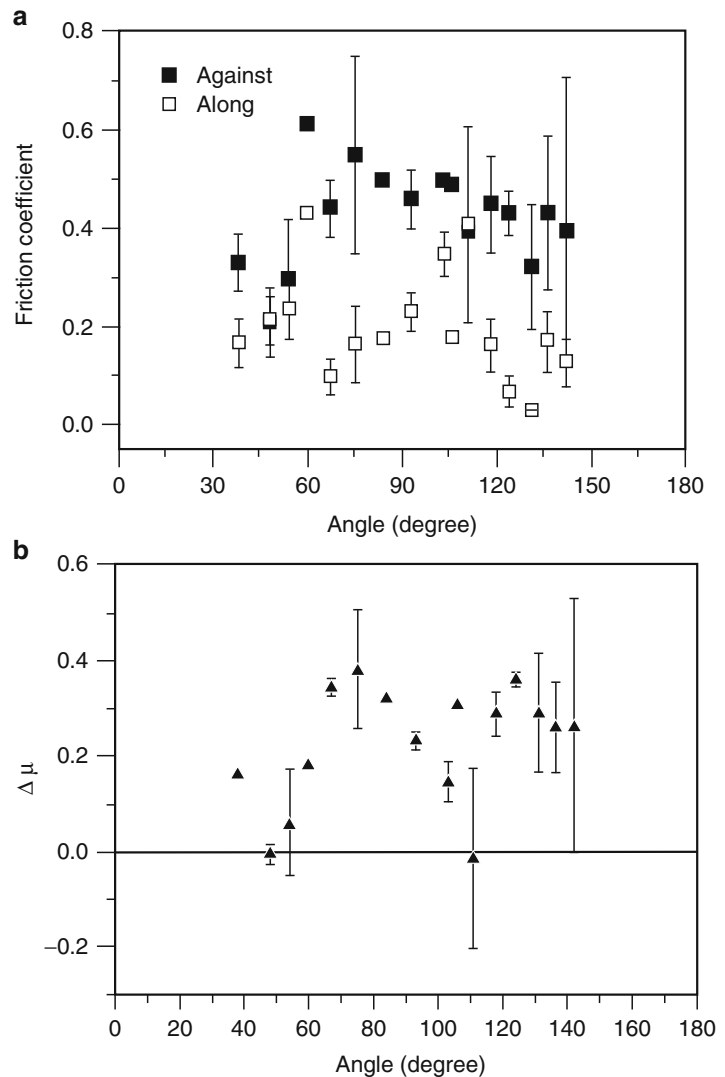 a
0.8
Against
Along
0.6
0.4
0.2
0.0
Friction coefficient
0 30 60 90 120 150 180
Angle (degree)
b
0.6
0.4
0.2
0.0
−0.2
Δ μ
0 20 40 60 80 100 120 140 160 180
Angle (degree)